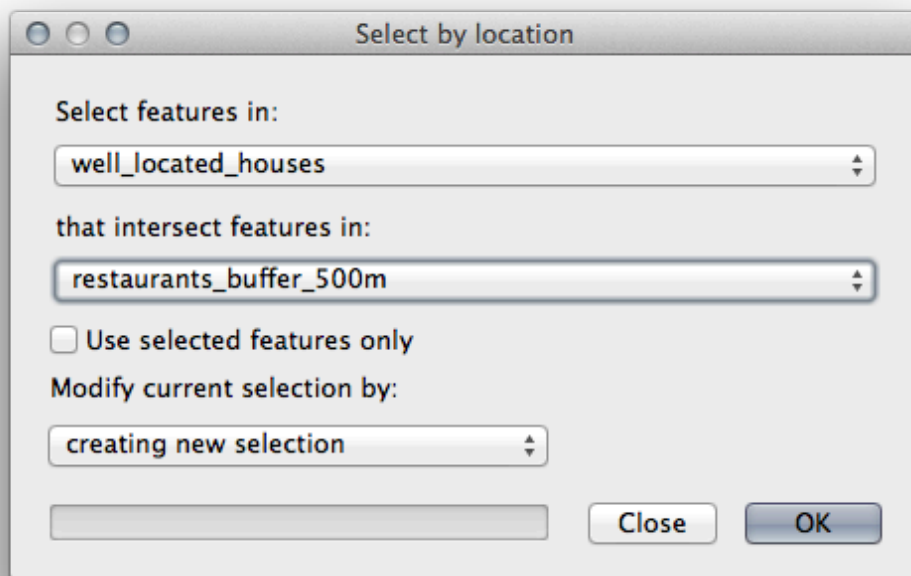 Select by location
Select features in:
well_located_houses
that intersect features in:
restaurants_buffer_500m
Use selected features only
Modify current selection by:
creating new selection
Close OK